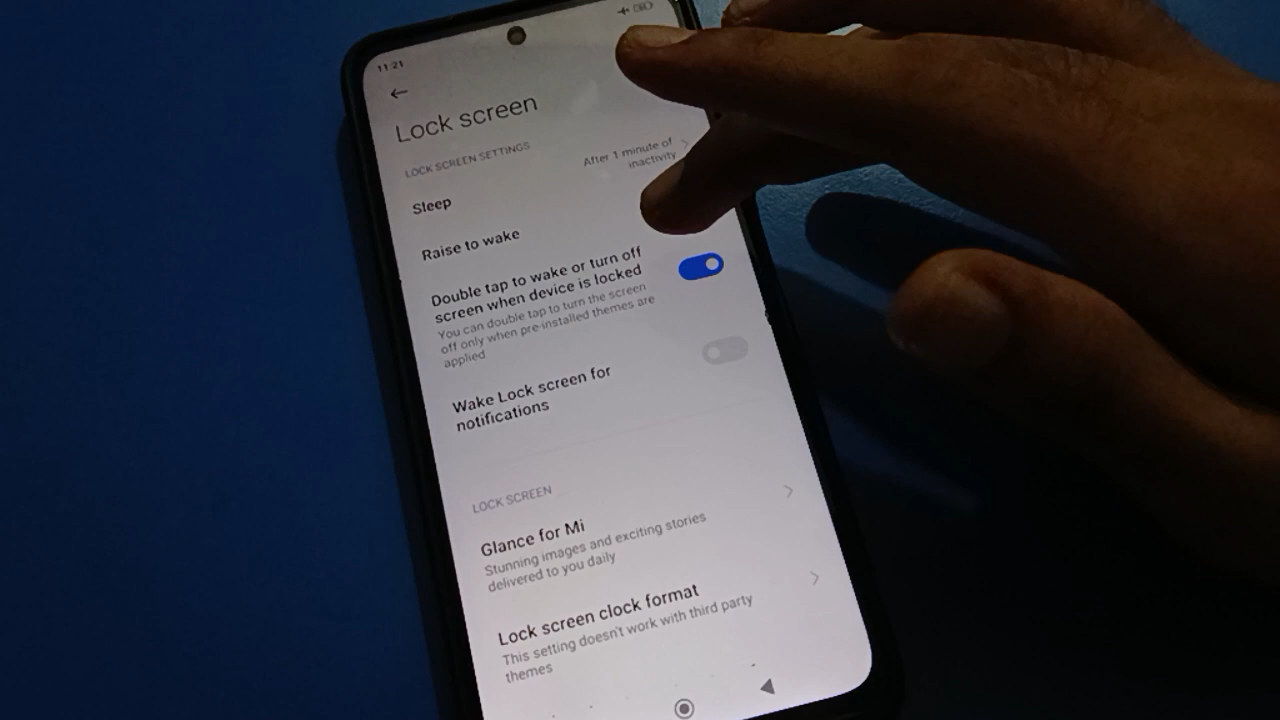 11:21
Lock screen
LOCK SCREEN SETTINGS
After 1 minute of
inactivity
Sleep
Raise to wake
Double tap to wake or turn off
screen when device is locked
You can double tap to turn the screen
off only when pre-installed themes are
applied
Wake Lock screen for
notifications
LOCK SCREEN
Glance for Mi
Stunning images and exciting stories
delivered to you daily
Lock screen clock format
This setting doesn't work with third party
themes